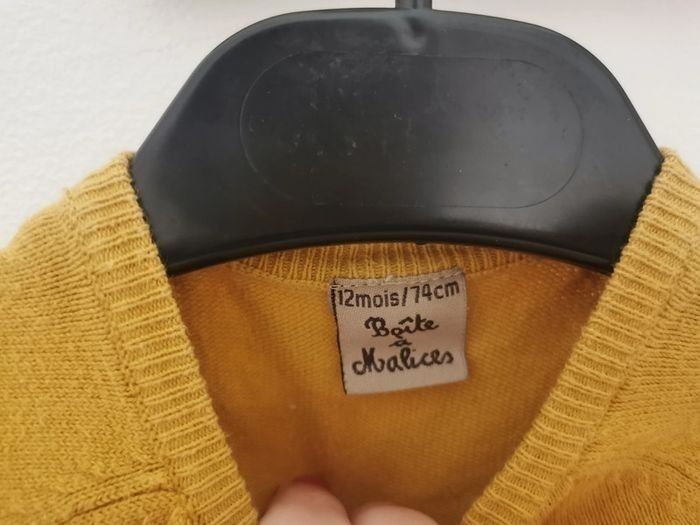 12mois/74cm
Boîte
à
Malices